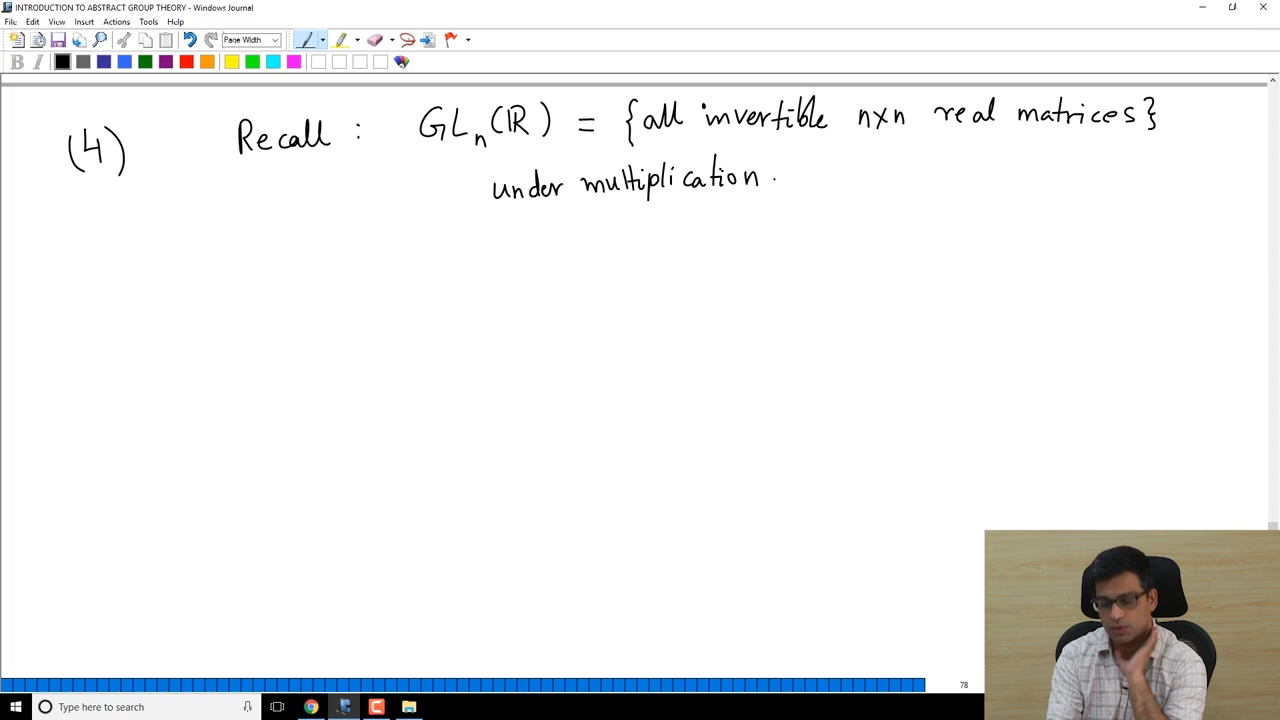 INTRODUCTION TO ABSTRACT GROUP THEORY - Windows Journal
File Edit View Insert Actions Tools Help
Page Width
B I
(4) Recall : GLₙ(ℝ) = {all invertible n×n real matrices}
under multiplication.
78
Type here to search